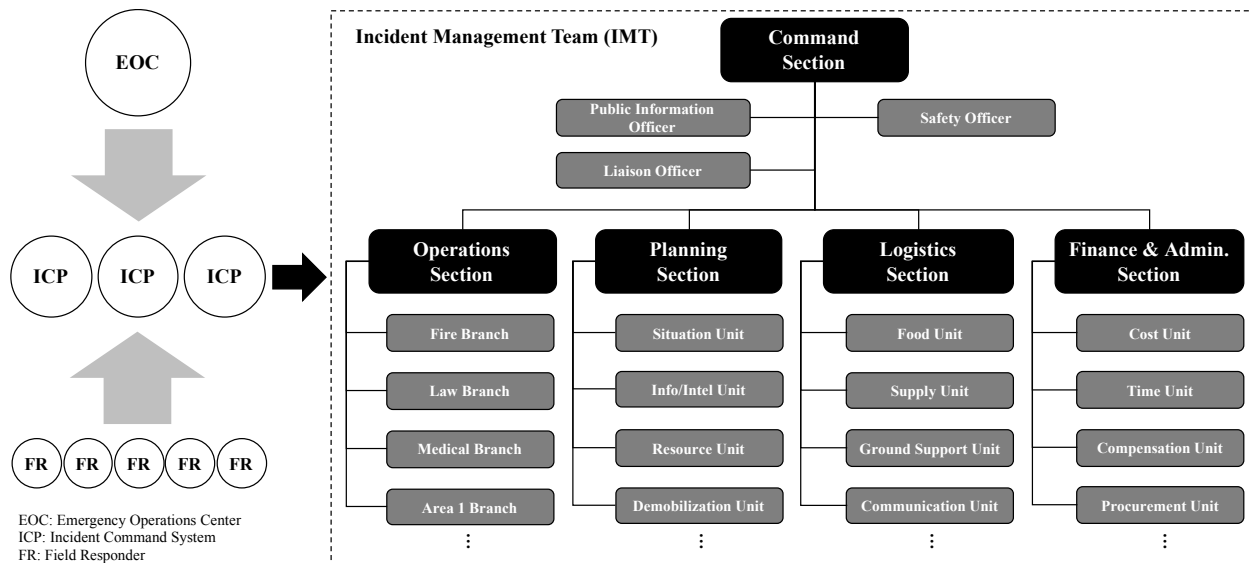 EOC
ICP
ICP
ICP
FR
FR
FR
FR
FR
EOC: Emergency Operations Center
ICP: Incident Command System
FR: Field Responder
Incident Management Team (IMT)
Command
Section
Public Information
Officer
Safety Officer
Liaison Officer
Operations
Section
Fire Branch
Law Branch
Medical Branch
Area 1 Branch
⋮
Planning
Section
Situation Unit
Info/Intel Unit
Resource Unit
Demobilization Unit
⋮
Logistics
Section
Food Unit
Supply Unit
Ground Support Unit
Communication Unit
⋮
Finance & Admin.
Section
Cost Unit
Time Unit
Compensation Unit
Procurement Unit
⋮